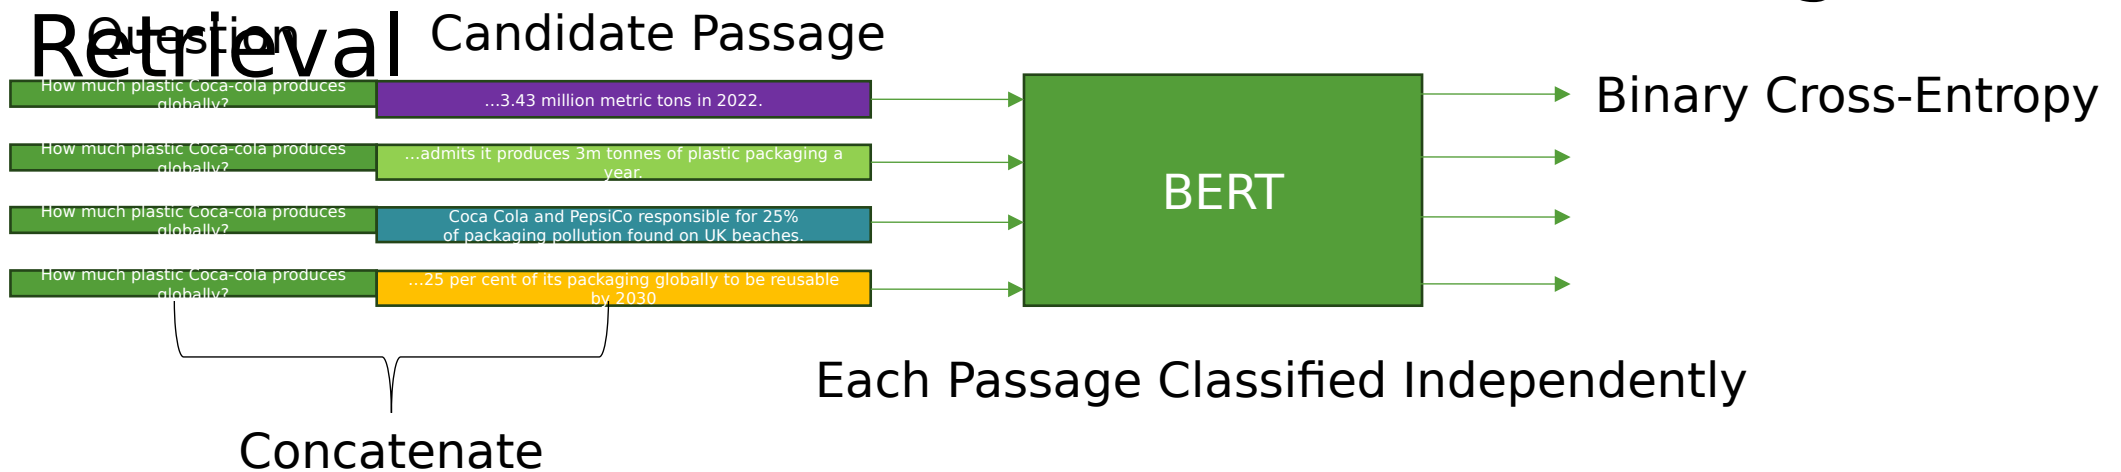 Retrieval
Question
Candidate Passage
How much plastic Coca-cola produces
globally?
…3.43 million metric tons in 2022.
How much plastic Coca-cola produces
globally?
…admits it produces 3m tonnes of plastic packaging a
year.
How much plastic Coca-cola produces
globally?
Coca Cola and PepsiCo responsible for 25%
of packaging pollution found on UK beaches.
How much plastic Coca-cola produces
globally?
…25 per cent of its packaging globally to be reusable
by 2030
BERT
Binary Cross-Entropy
Each Passage Classified Independently
Concatenate